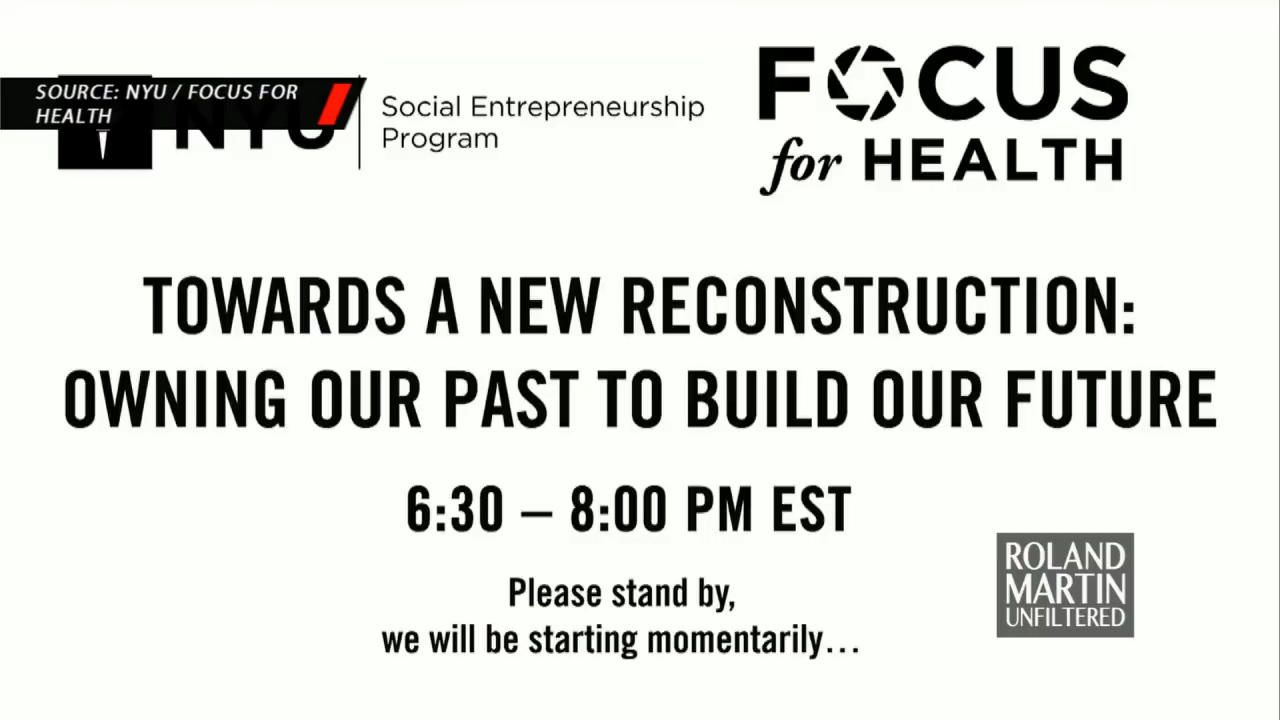 SOURCE: NYU / FOCUS FOR
HEALTH
NYU
Social Entrepreneurship
Program
FOCUS
for HEALTH
TOWARDS A NEW RECONSTRUCTION:
OWNING OUR PAST TO BUILD OUR FUTURE
6:30 – 8:00 PM EST
Please stand by,
we will be starting momentarily...
ROLAND
MARTIN
UNFILTERED